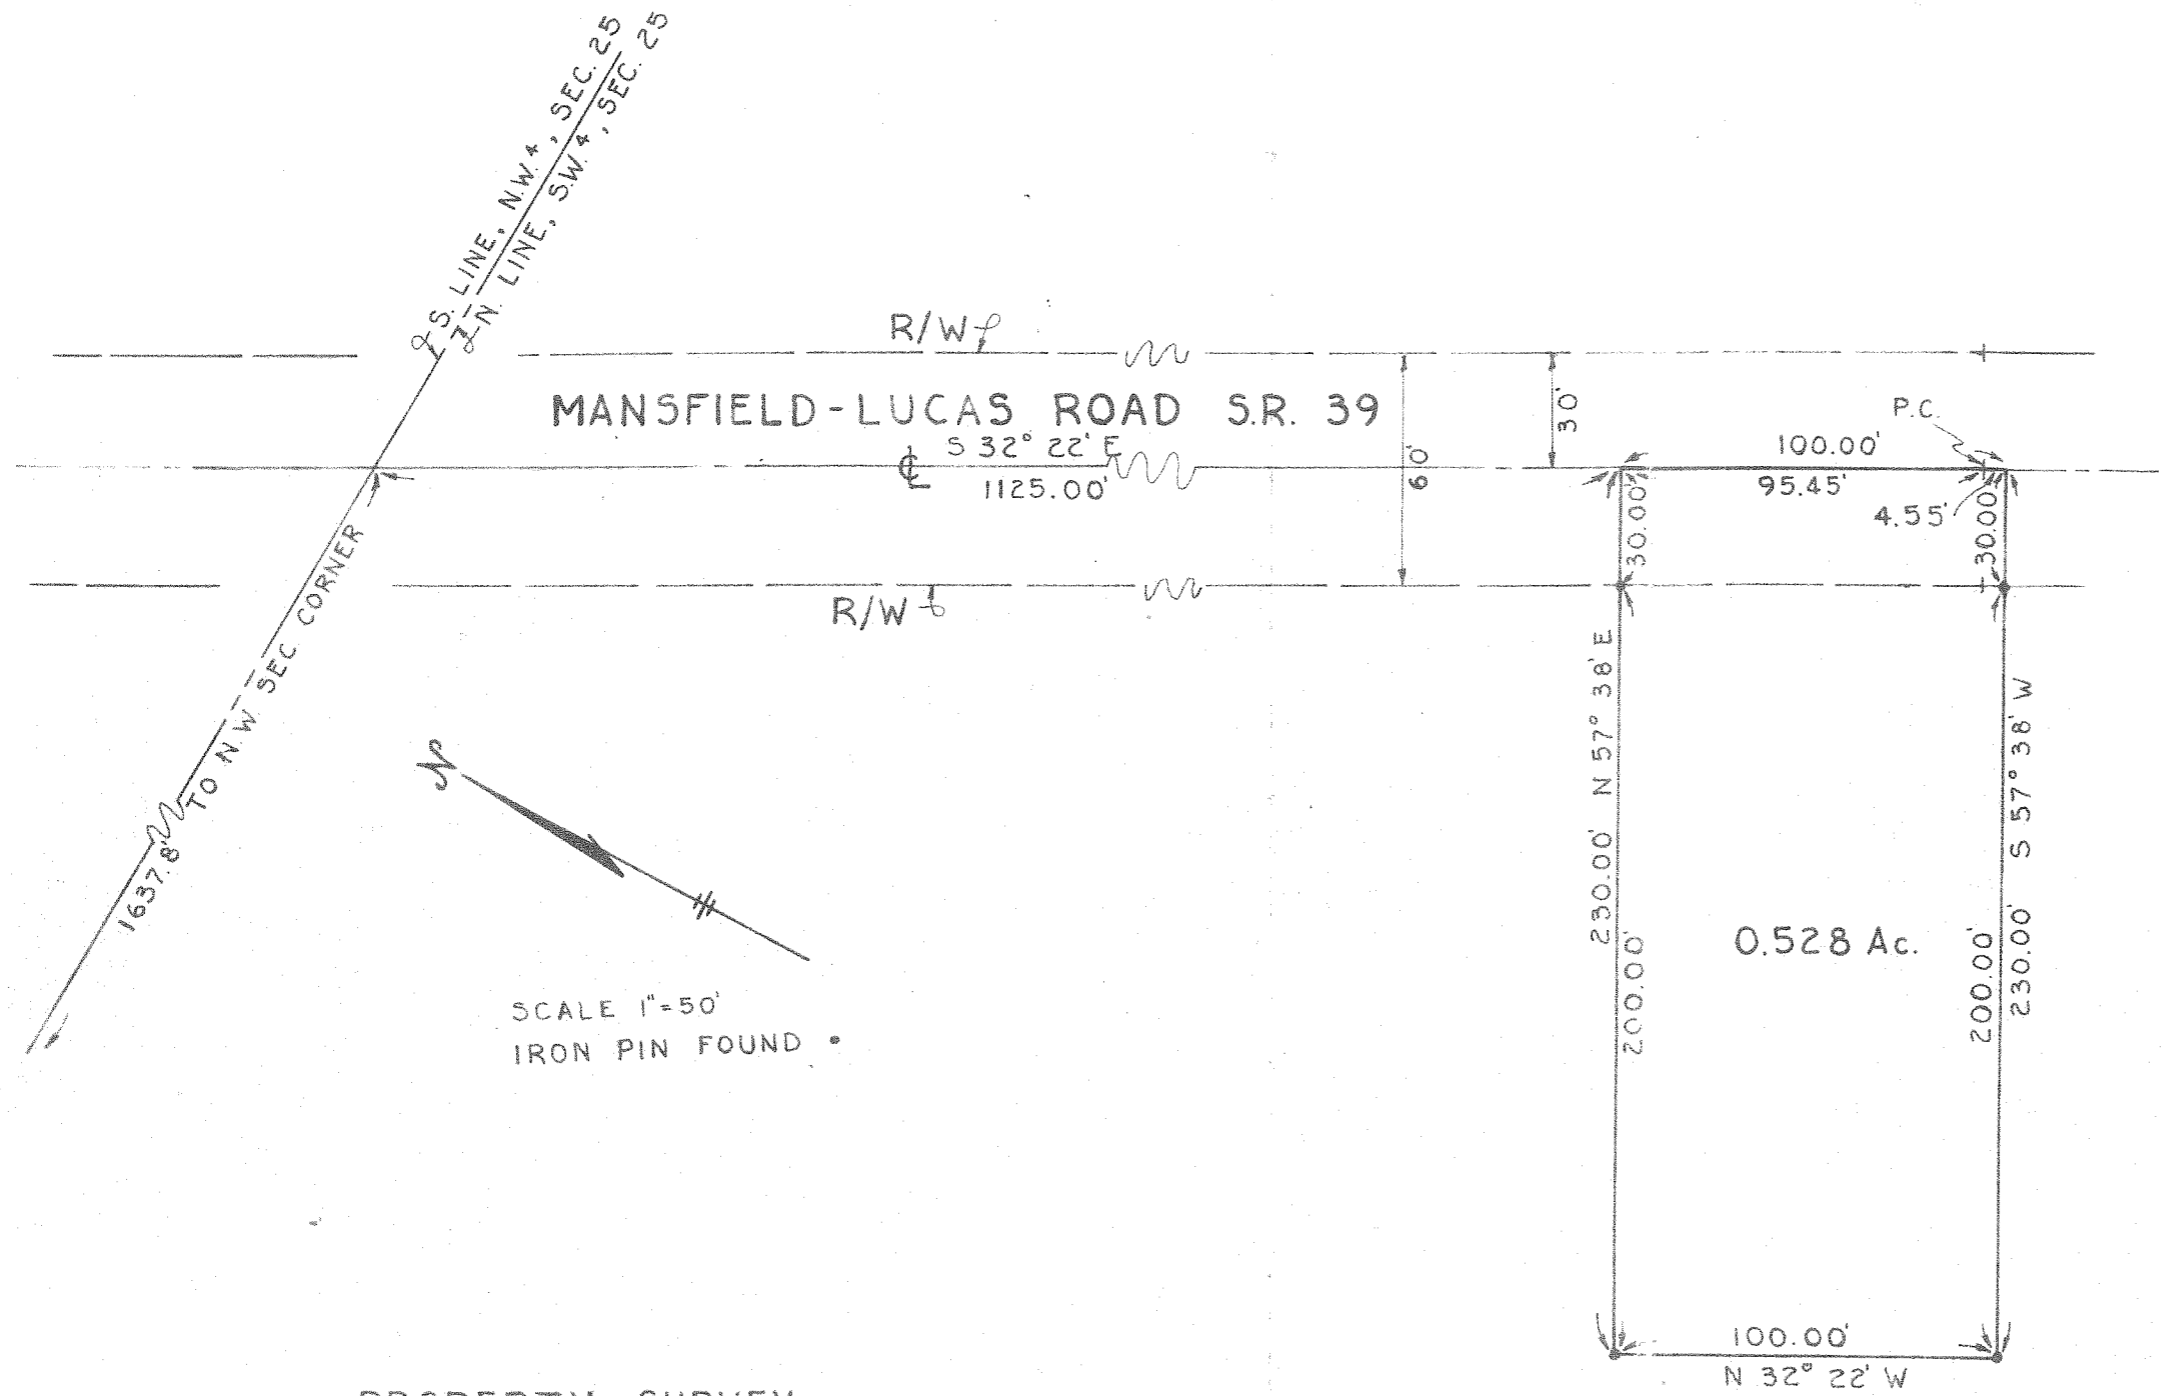 S. LINE, N.W.⁴, SEC. 25
N. LINE, S.W.⁴, SEC. 25
R/W
MANSFIELD-LUCAS ROAD S.R. 39
S 32° 22' E
℄
1125.00'
60'
30'
P.C.
100.00'
95.45'
4.55'
30.00'
30.00'
R/W
1637.8' TO N.W. SEC. CORNER
N
SCALE 1"=50'
IRON PIN FOUND •
230.00' N 57° 38' E
200.00'
0.528 Ac.
200.00'
230.00' S 57° 38' W
100.00'
N 32° 22' W
PROPERTY SURVEY